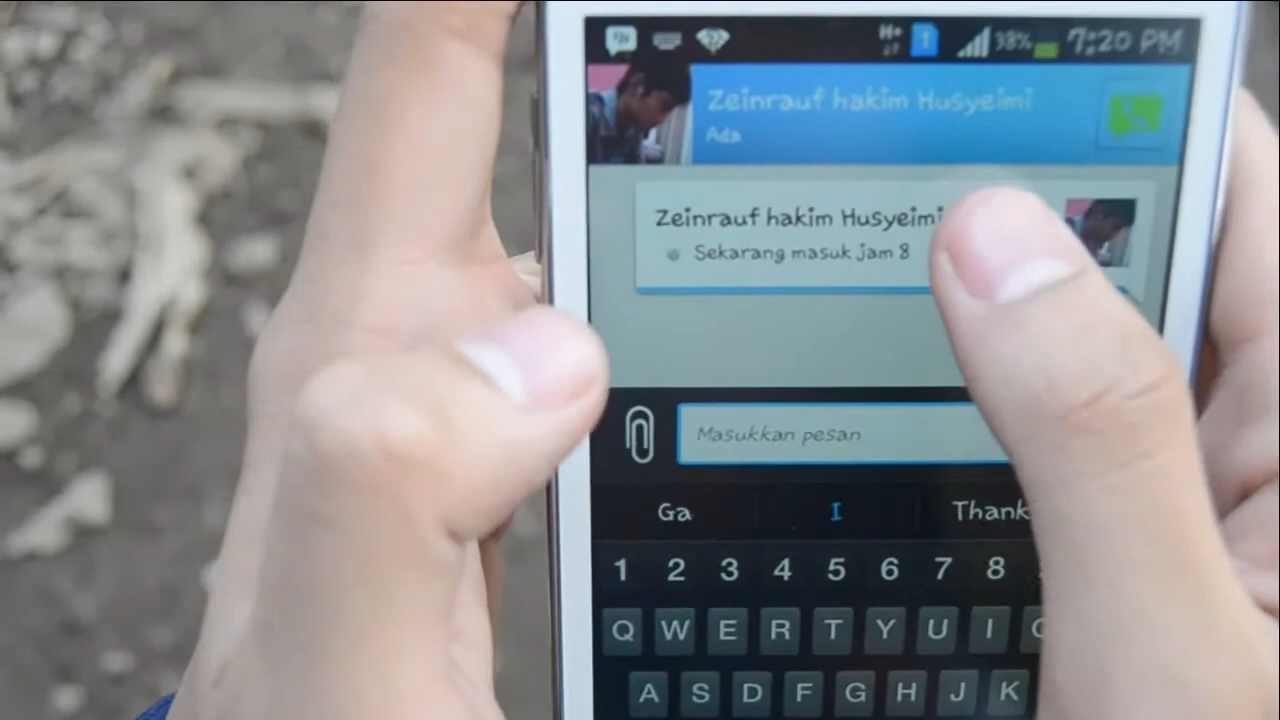 H+ 1 38% 7:20 PM
Zeinrauf hakim Husyeimi
Ada
Zeinrauf hakim Husyeimi
Sekarang masuk jam 8
Masukkan pesan
Ga I Thank
1 2 3 4 5 6 7 8
Q W E R T Y U I
A S D F G H J K